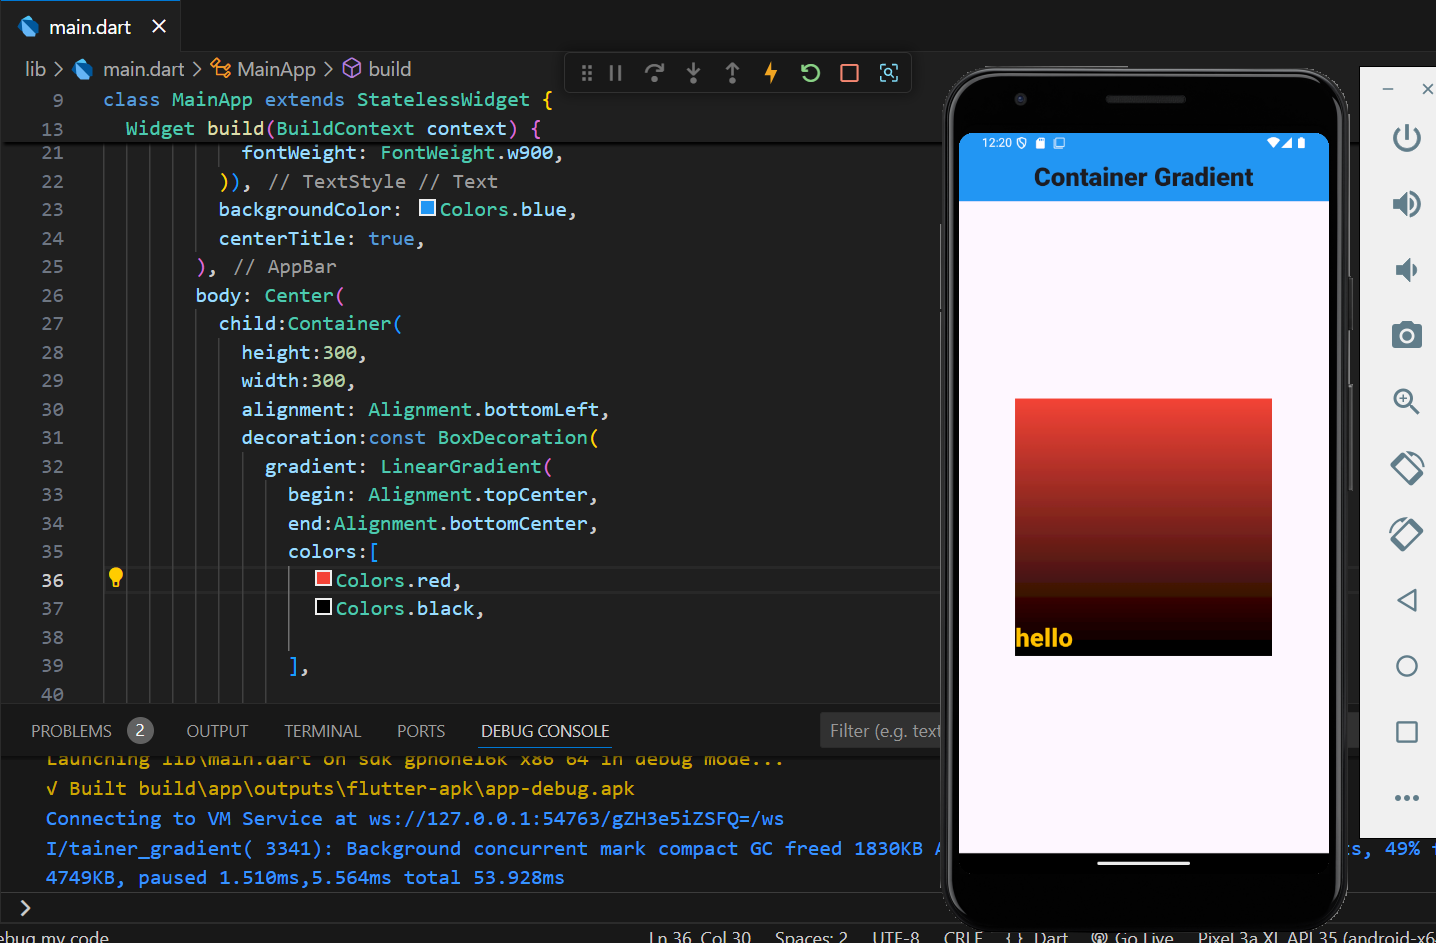 main.dart
lib > main.dart > MainApp > build
9 class MainApp extends StatelessWidget {
13 Widget build(BuildContext context) {
21 fontWeight: FontWeight.w900,
22 )), // TextStyle // Text
23 backgroundColor: Colors.blue,
24 centerTitle: true,
25 ), // AppBar
26 body: Center(
27 child:Container(
28 height:300,
29 width:300,
30 alignment: Alignment.bottomLeft,
31 decoration:const BoxDecoration(
32 gradient: LinearGradient(
33 begin: Alignment.topCenter,
34 end:Alignment.bottomCenter,
35 colors:[
36 Colors.red,
37 Colors.black,
38
39 ],
40
PROBLEMS 2 OUTPUT TERMINAL PORTS DEBUG CONSOLE Filter (e.g. text
Launching lib\main.dart on sdk gphone16k x86 64 in debug mode...
√ Built build\app\outputs\flutter-apk\app-debug.apk
Connecting to VM Service at ws://127.0.0.1:54763/gZH3e5iZSFQ=/ws
I/tainer_gradient( 3341): Background concurrent mark compact GC freed 1830KB A s, 49% f
4749KB, paused 1.510ms,5.564ms total 53.928ms
>
ebug my code Ln 36, Col 30 Spaces: 2 UTF-8 CRLF {} Dart Go Live Pixel 3a XL API 35 (android-x6
12:20
Container Gradient
hello